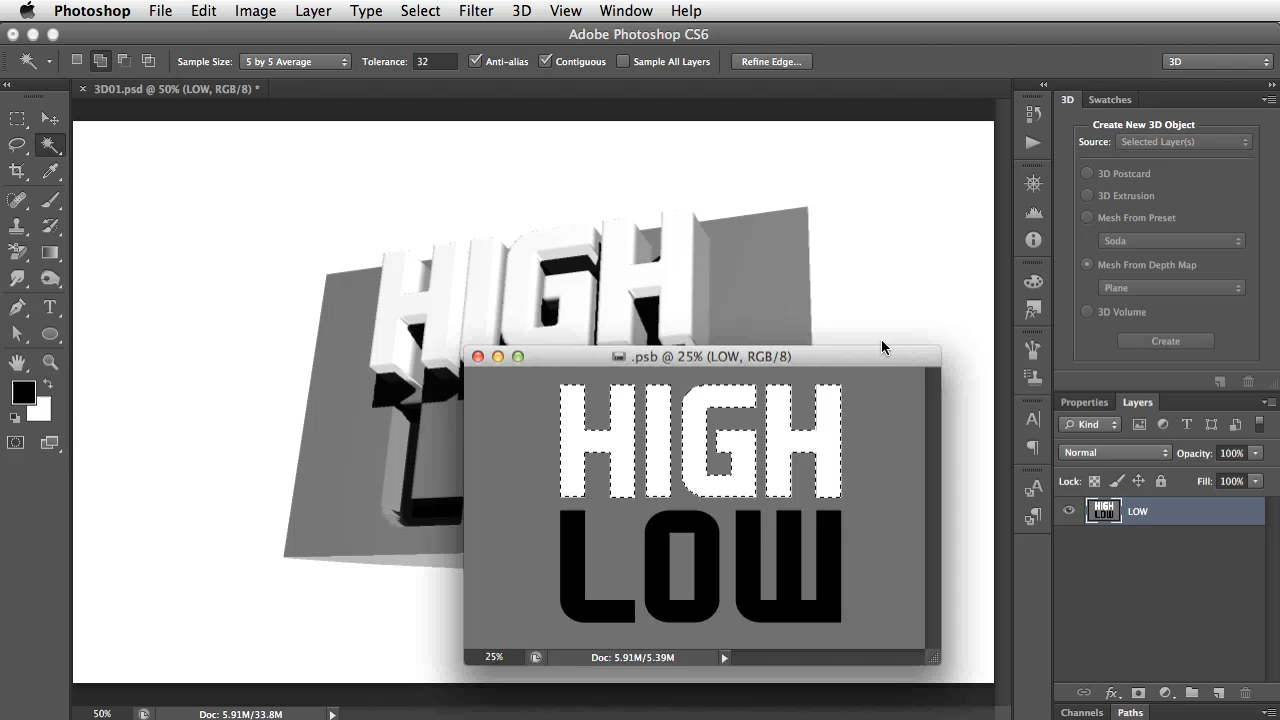 Photoshop File Edit Image Layer Type Select Filter 3D View Window Help
Adobe Photoshop CS6
Sample Size: 5 by 5 Average Tolerance: 32 Anti-alias Contiguous Sample All Layers Refine Edge... 3D
× 3D01.psd @ 50% (LOW, RGB/8) *
3D Swatches
Create New 3D Object
Source: Selected Layer(s)
3D Postcard
3D Extrusion
Mesh From Preset
Soda
Mesh From Depth Map
Plane
3D Volume
Create
HIGH
.psb @ 25% (LOW, RGB/8)
HIGH
LOW
25% Doc: 5.91M/5.39M
Properties Layers
Kind
Normal Opacity: 100%
Lock: Fill: 100%
HIGH
LOW
LOW
fx
50% Doc: 5.91M/33.8M
Channels Paths